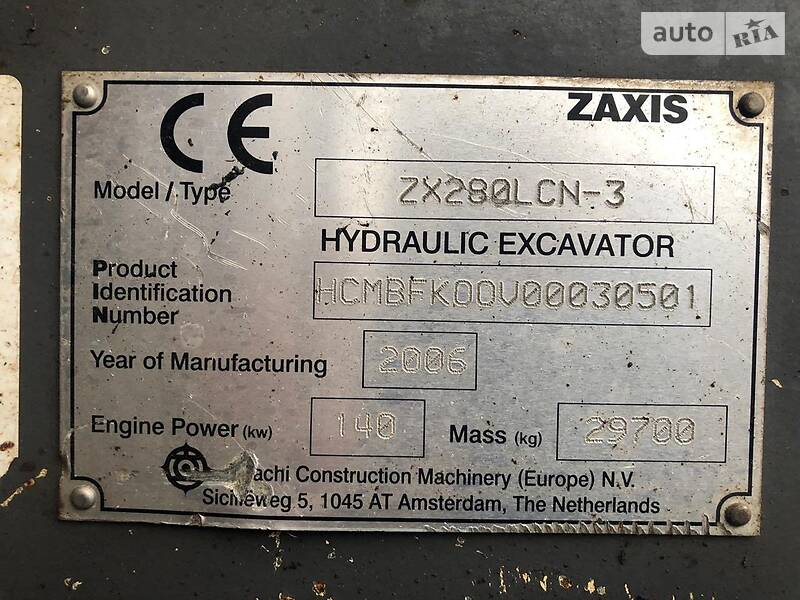 auto RIA
CE
ZAXIS
Model / Type ZX280LCN-3
HYDRAULIC EXCAVATOR
Product
Identification
Number
HCMBFK00V00030501
Year of Manufacturing 2006
Engine Power (kw) 140 Mass (kg) 29700
achi Construction Machinery (Europe) N.V.
5, 1045 AT Amsterdam, The Netherlands